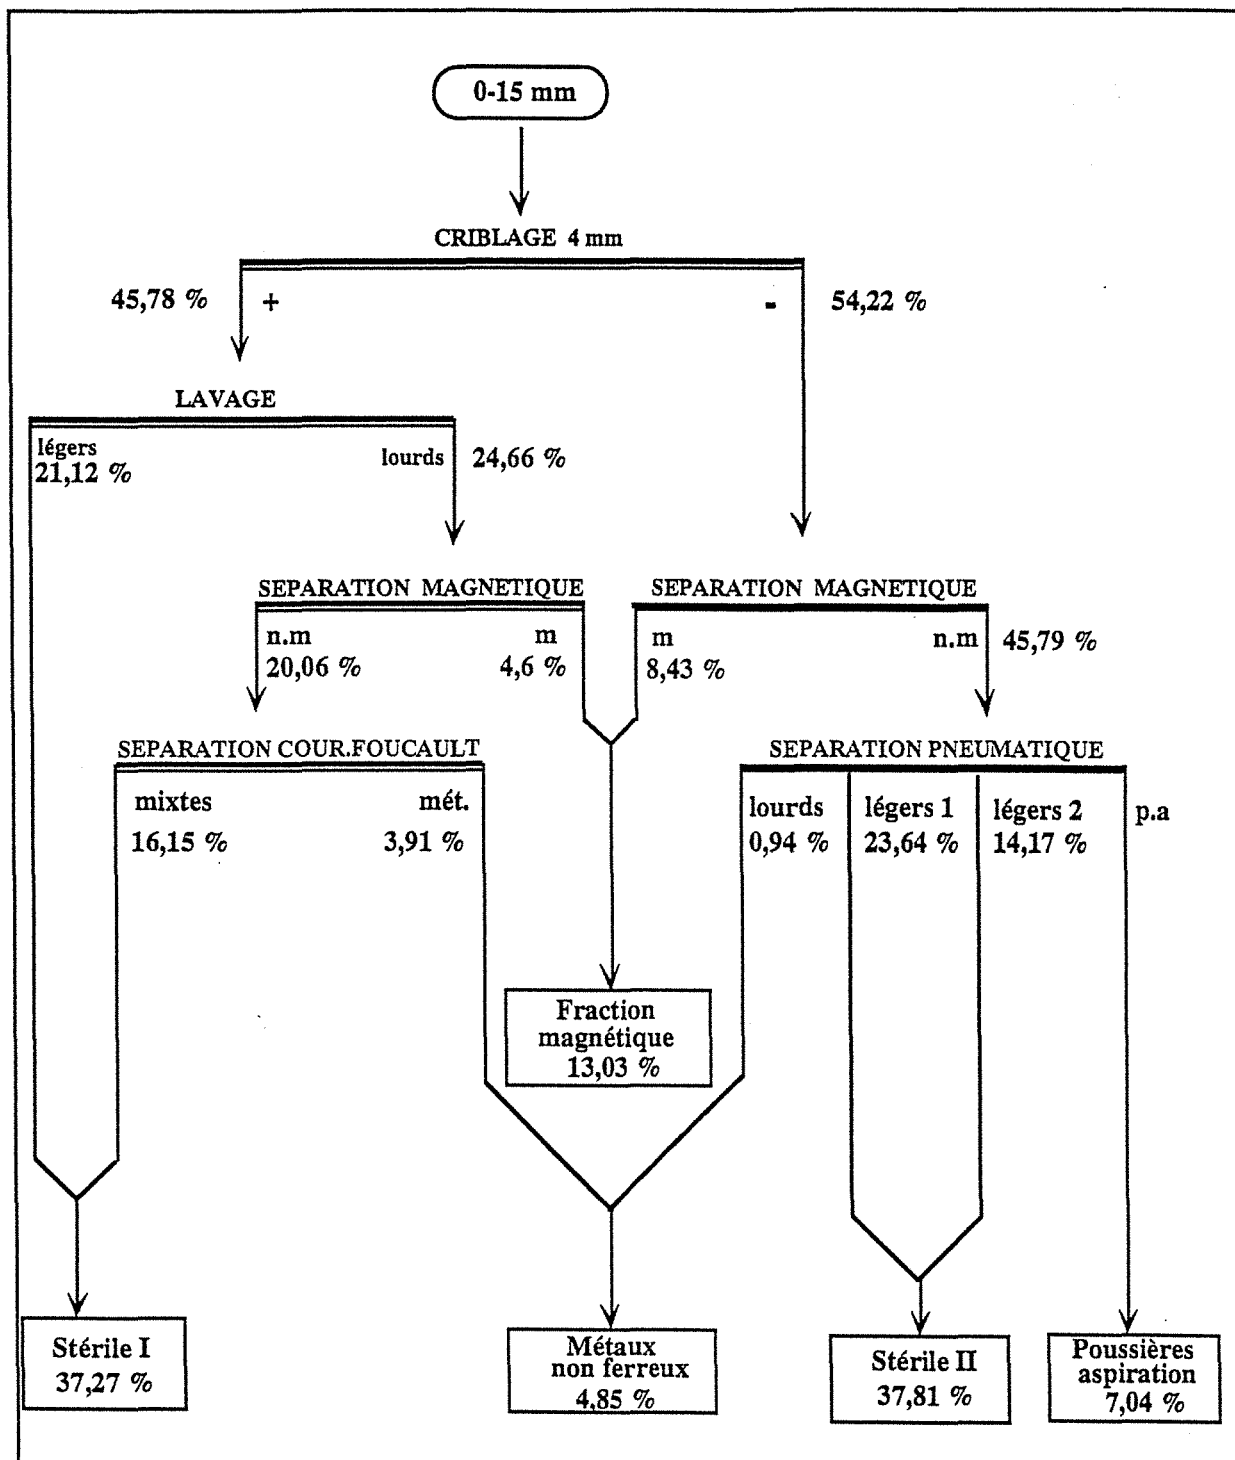 0-15 mm
CRIBLAGE 4 mm
45,78 % + - 54,22 %
LAVAGE
légers
21,12 %
lourds 24,66 %
SEPARATION MAGNETIQUE SEPARATION MAGNETIQUE
n.m m m n.m 45,79 %
20,06 % 4,6 % 8,43 %
SEPARATION COUR.FOUCAULT SEPARATION PNEUMATIQUE
mixtes mét. lourds légers 1 légers 2 p.a
16,15 % 3,91 % 0,94 % 23,64 % 14,17 %
Fraction
magnétique
13,03 %
Stérile I
37,27 %
Métaux
non ferreux
4,85 %
Stérile II
37,81 %
Poussières
aspiration
7,04 %